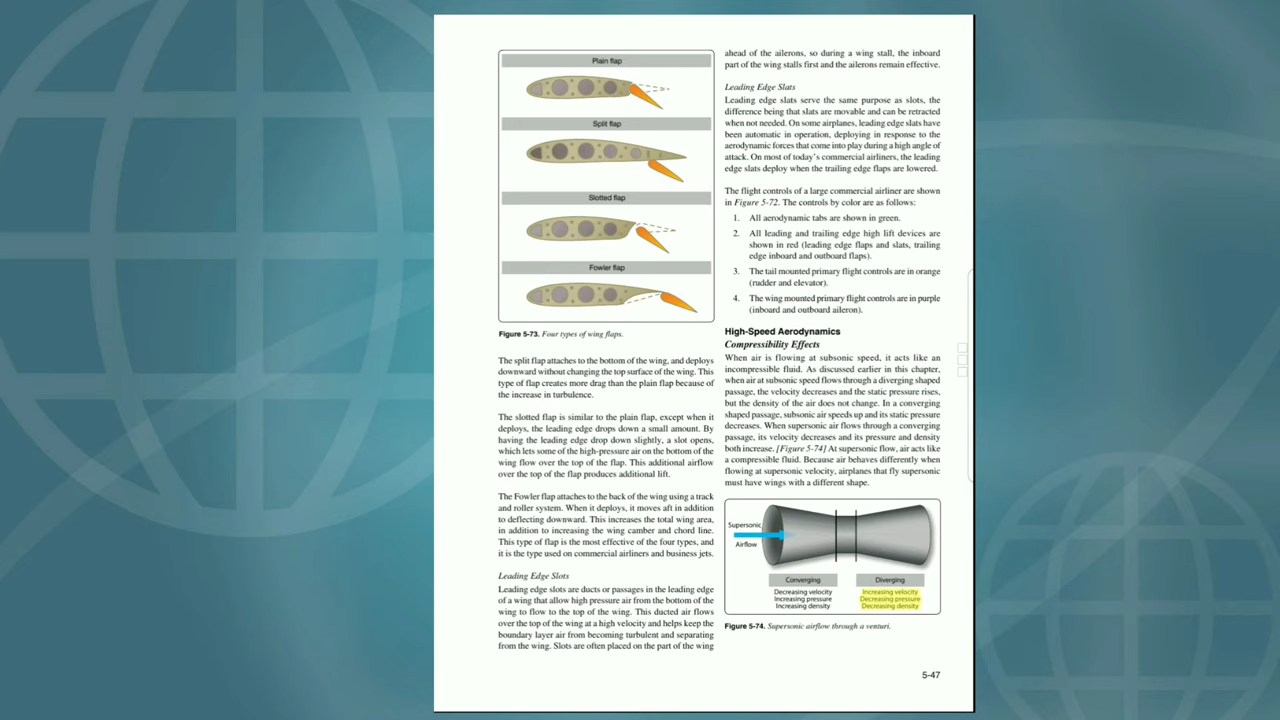 Plain flap
Split flap
Slotted flap
Fowler flap
Figure 5-73. Four types of wing flaps.
The split flap attaches to the bottom of the wing, and deploys
downward without changing the top surface of the wing. This
type of flap creates more drag than the plain flap because of
the increase in turbulence.
The slotted flap is similar to the plain flap, except when it
deploys, the leading edge drops down a small amount. By
having the leading edge drop down slightly, a slot opens,
which lets some of the high-pressure air on the bottom of the
wing flow over the top of the flap. This additional airflow
over the top of the flap produces additional lift.
The Fowler flap attaches to the back of the wing using a track
and roller system. When it deploys, it moves aft in addition
to deflecting downward. This increases the total wing area,
in addition to increasing the wing camber and chord line.
This type of flap is the most effective of the four types, and
it is the type used on commercial airliners and business jets.
Leading Edge Slots
Leading edge slots are ducts or passages in the leading edge
of a wing that allow high pressure air from the bottom of the
wing to flow to the top of the wing. This ducted air flows
over the top of the wing at a high velocity and helps keep the
boundary layer air from becoming turbulent and separating
from the wing. Slots are often placed on the part of the wing
ahead of the ailerons, so during a wing stall, the inboard
part of the wing stalls first and the ailerons remain effective.
Leading Edge Slats
Leading edge slats serve the same purpose as slots, the
difference being that slats are movable and can be retracted
when not needed. On some airplanes, leading edge slats have
been automatic in operation, deploying in response to the
aerodynamic forces that come into play during a high angle of
attack. On most of today's commercial airliners, the leading
edge slats deploy when the trailing edge flaps are lowered.
The flight controls of a large commercial airliner are shown
in Figure 5-72. The controls by color are as follows:
1. All aerodynamic tabs are shown in green.
2. All leading and trailing edge high lift devices are
shown in red (leading edge flaps and slats, trailing
edge inboard and outboard flaps).
3. The tail mounted primary flight controls are in orange
(rudder and elevator).
4. The wing mounted primary flight controls are in purple
(inboard and outboard aileron).
High-Speed Aerodynamics
Compressibility Effects
When air is flowing at subsonic speed, it acts like an
incompressible fluid. As discussed earlier in this chapter,
when air at subsonic speed flows through a diverging shaped
passage, the velocity decreases and the static pressure rises,
but the density of the air does not change. In a converging
shaped passage, subsonic air speeds up and its static pressure
decreases. When supersonic air flows through a converging
passage, its velocity decreases and its pressure and density
both increase. [Figure 5-74] At supersonic flow, air acts like
a compressible fluid. Because air behaves differently when
flowing at supersonic velocity, airplanes that fly supersonic
must have wings with a different shape.
Supersonic
Airflow
Converging
Decreasing velocity
Increasing pressure
Increasing density
Diverging
Increasing velocity
Decreasing pressure
Decreasing density
Figure 5-74. Supersonic airflow through a venturi.
5-47